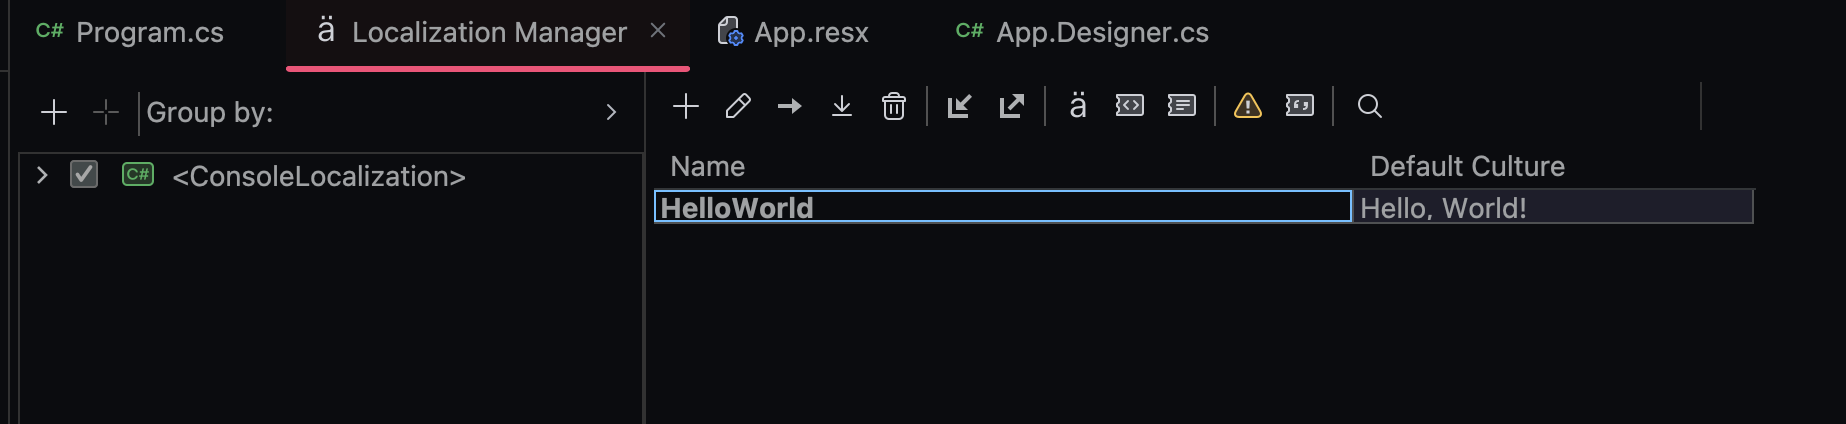 C# Program.cs
ä Localization Manager
App.resx
C# App.Designer.cs
Group by:
ä
C# <ConsoleLocalization>
Name Default Culture
HelloWorld Hello, World!